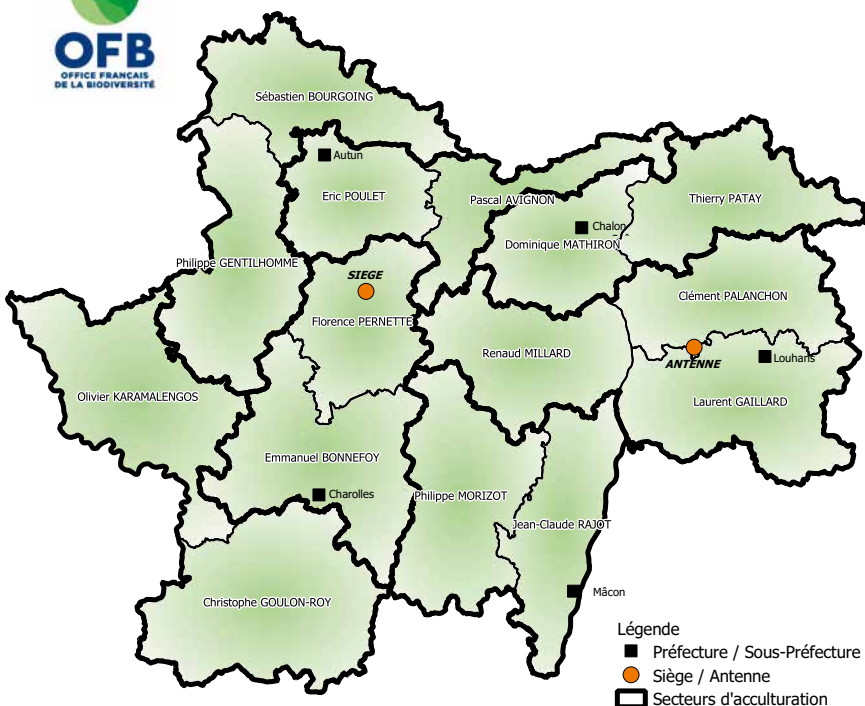 OFB
OFFICE FRANÇAIS
DE LA BIODIVERSITÉ
Sébastien BOURGOING
Autun
Eric POULET
Pascal AVIGNON
Thierry PATAY
Chalon
Dominique MATHIRON
Philippe GENTILHOMME
SIEGE
Florence PERNETTE
Clément PALANCHON
Renaud MILLARD
Louhans
ANTENNE
Olivier KARAMALENGOS
Laurent GAILLARD
Emmanuel BONNEFOY
Charolles
Philippe MORIZOT
Jean-Claude RAJOT
Christophe GOULON-ROY
Mâcon
Légende
Préfecture / Sous-Préfecture
Siège / Antenne
Secteurs d'acculturation